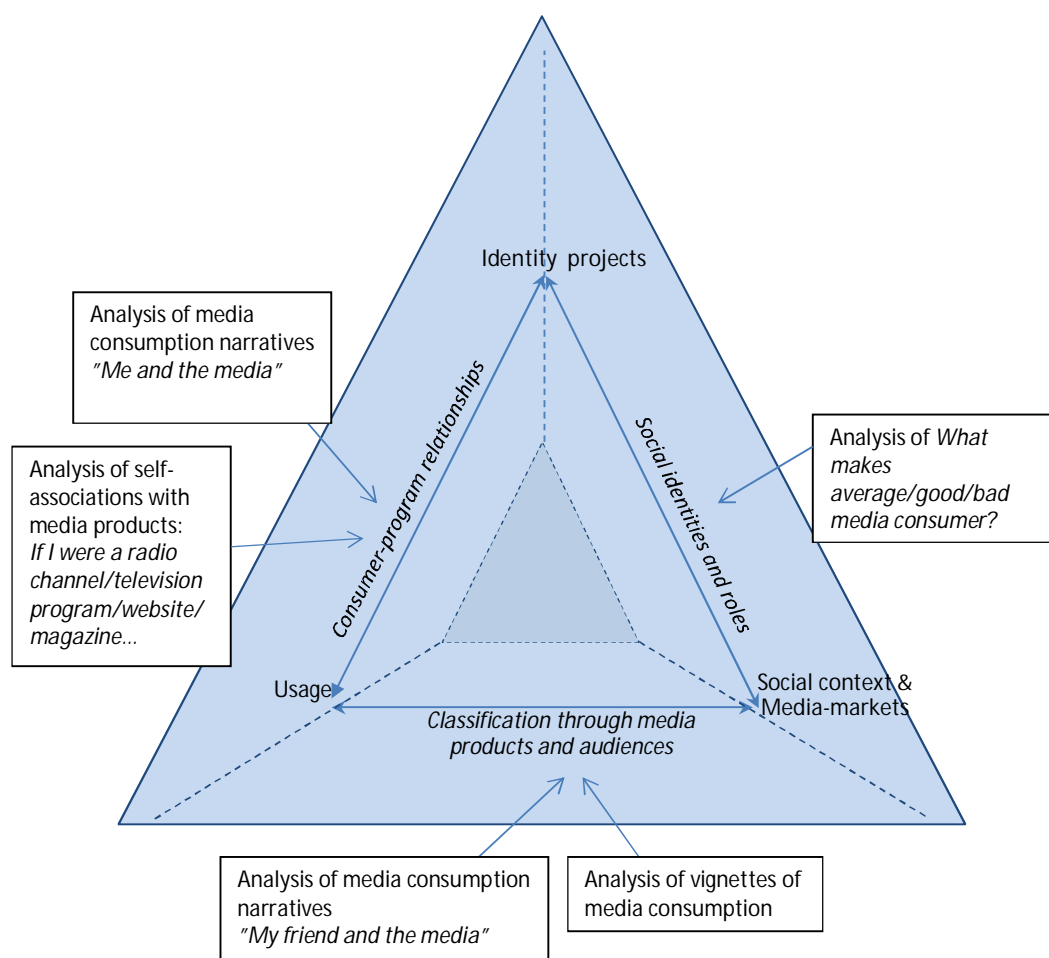 Identity projects
Analysis of media
consumption narratives
"Me and the media"
Consumer-program relationships
Social identities and roles
Analysis of What
makes
average/good/bad
media consumer?
Analysis of self-
associations with
media products:
If I were a radio
channel/television
program/website/
magazine...
Usage
Social context &
Media-markets
Classification through media
products and audiences
Analysis of media consumption
narratives
"My friend and the media"
Analysis of vignettes of
media consumption